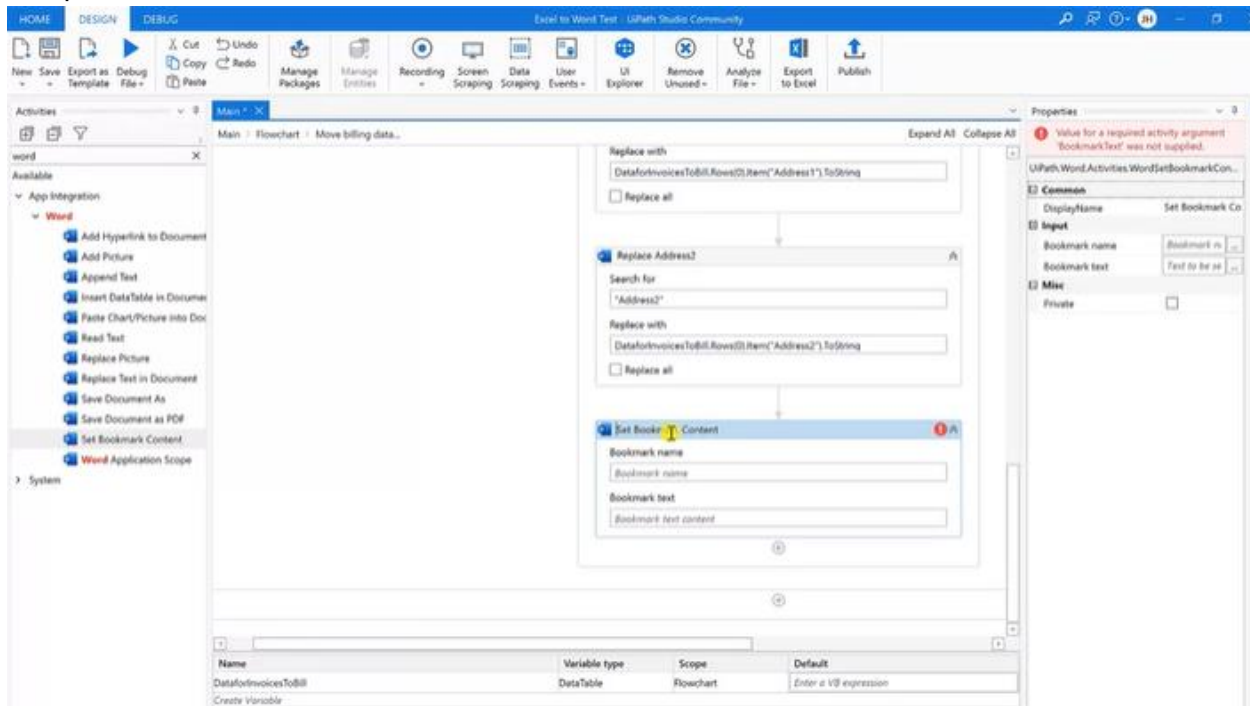 HOME DESIGN DEBUG Excel to Word Test - UiPath Studio Community JH
Cut Undo
Copy Redo
Paste
New Save Export as Template Debug File Manage Packages Manage Entities Recording Screen Scraping Data Scraping User Events UI Explorer Remove Unused Analyze File Export to Excel Publish
Activities
word
Available
App Integration
Word
Add Hyperlink to Document
Add Picture
Append Text
Insert DataTable in Documen
Paste Chart/Picture into Doc
Read Text
Replace Picture
Replace Text in Document
Save Document As
Save Document as PDF
Set Bookmark Content
Word Application Scope
System
Main *
Main > Flowchart > Move billing data... Expand All Collapse All
Replace with
DataforInvoicesToBill.Rows(0).Item("Address1").ToString
Replace all
Replace Address2
Search for
"Address2"
Replace with
DataforInvoicesToBill.Rows(0).Item("Address2").ToString
Replace all
Set Content
Bookmark name
Bookmark name
Bookmark text
Bookmark text content
Name Variable type Scope Default
DataforInvoicesToBill DataTable Flowchart Enter a VB expression
Create Variable
Properties
Value for a required activity argument
'BookmarkText' was not supplied.
UiPath.Word.Activities.WordSetBookmarkCon...
Common
DisplayName Set Bookmark Co
Input
Bookmark name Bookmark n ...
Bookmark text Text to be se ...
Misc
Private